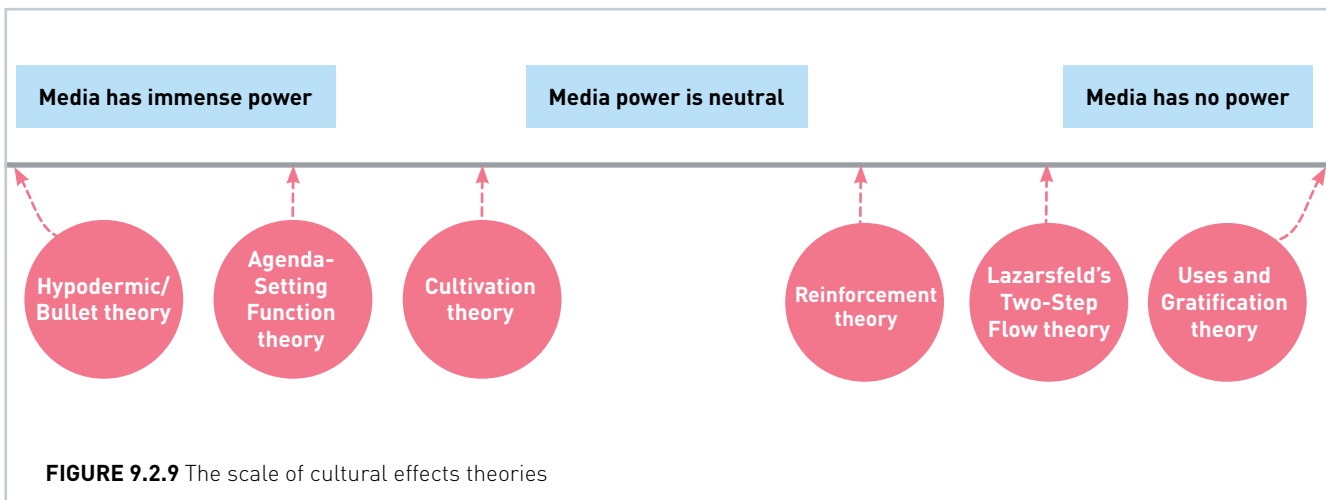 Media has immense power
Media power is neutral
Media has no power
Hypodermic/
Bullet theory
Agenda-
Setting
Function
theory
Cultivation
theory
Reinforcement
theory
Lazarsfeld's
Two-Step
Flow theory
Uses and
Gratification
theory
FIGURE 9.2.9 The scale of cultural effects theories